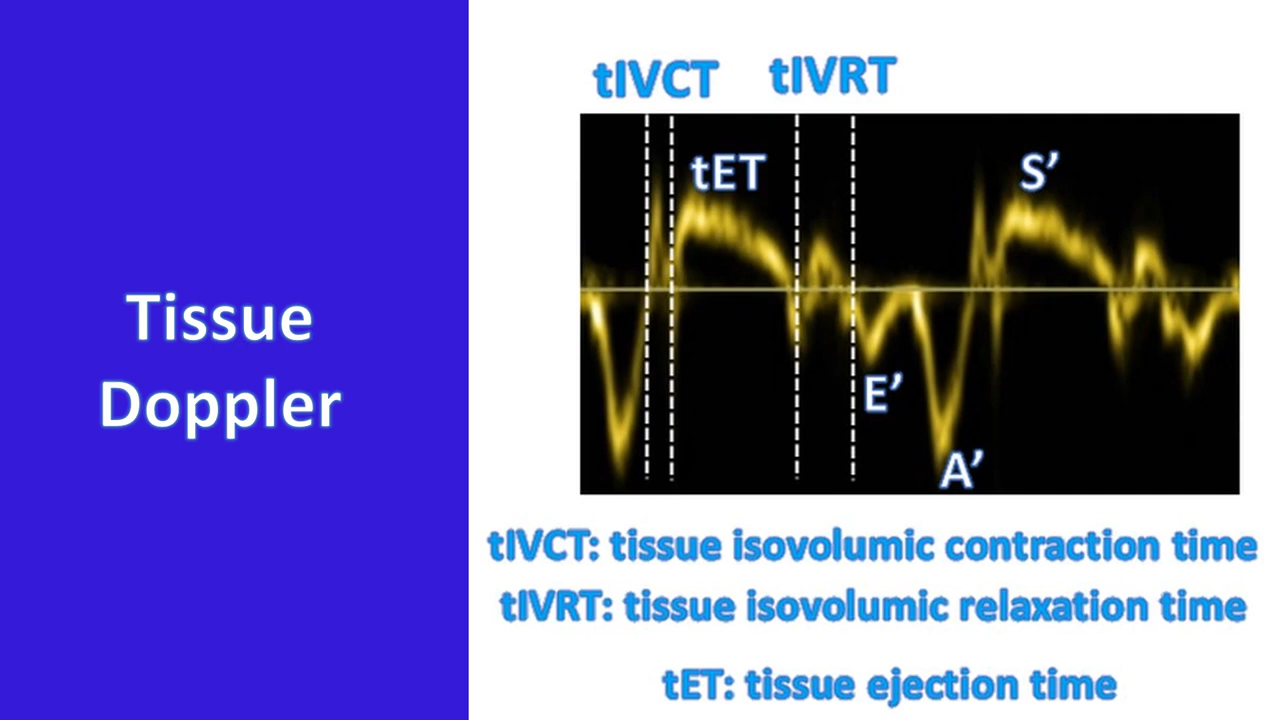 Tissue
Doppler
tIVCT tIVRT
tET
S’
E’
A’
tIVCT: tissue isovolumic contraction time
tIVRT: tissue isovolumic relaxation time
tET: tissue ejection time